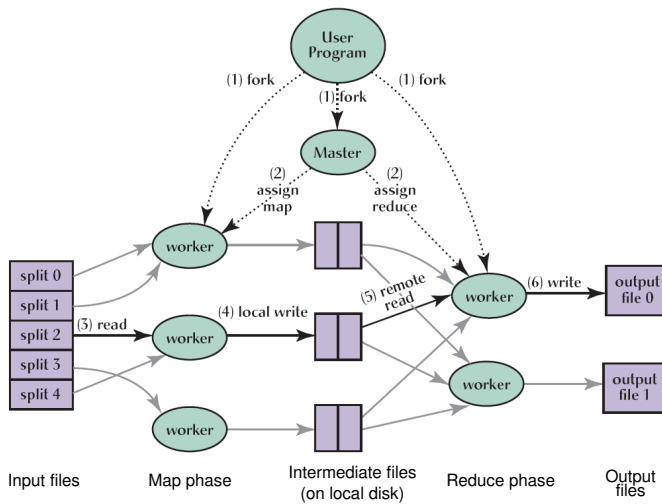 User
Program
(1) fork
(1) fork
(1) fork
Master
(2)
assign
map
(2)
assign
reduce
worker
split 0
split 1
split 2
split 3
split 4
(3) read
worker
(4) local write
(5) remote
read
worker
(6) write
output
file 0
worker
output
file 1
worker
Input files
Map phase
Intermediate files
(on local disk)
Reduce phase
Output
files